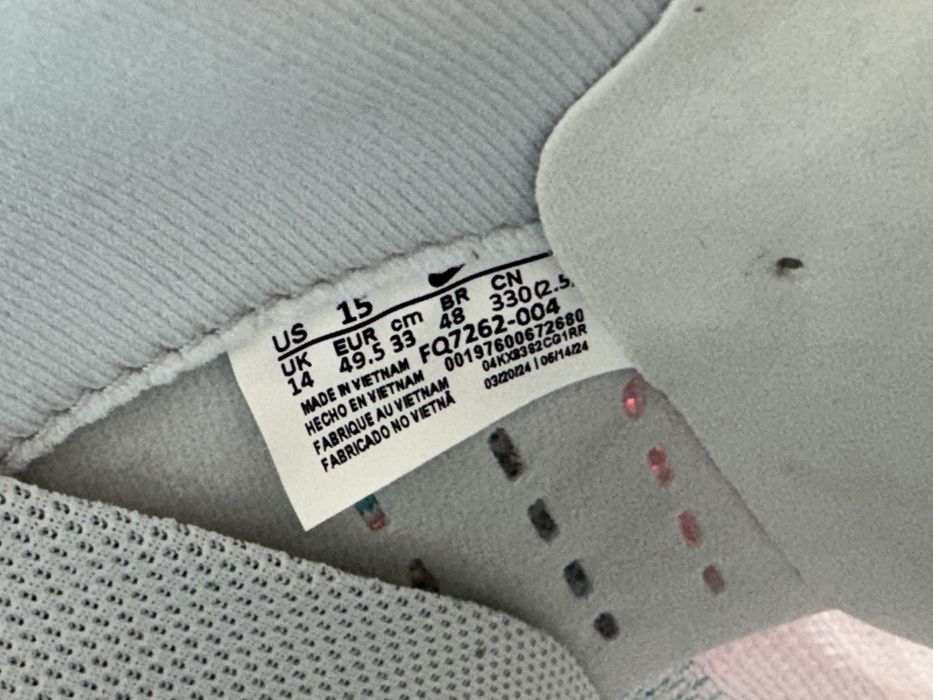 US 15
UK EUR cm BR CN
14 49.5 33 48 330(2.5
MADE IN VIETNAM FQ7262-004
HECHO EN VIETNAM 00197600672680
FABRIQUE AU VIETNAM 04KX8362CG1RR
FABRICADO NO VIETNÃ 03/20/24 | 06/14/24